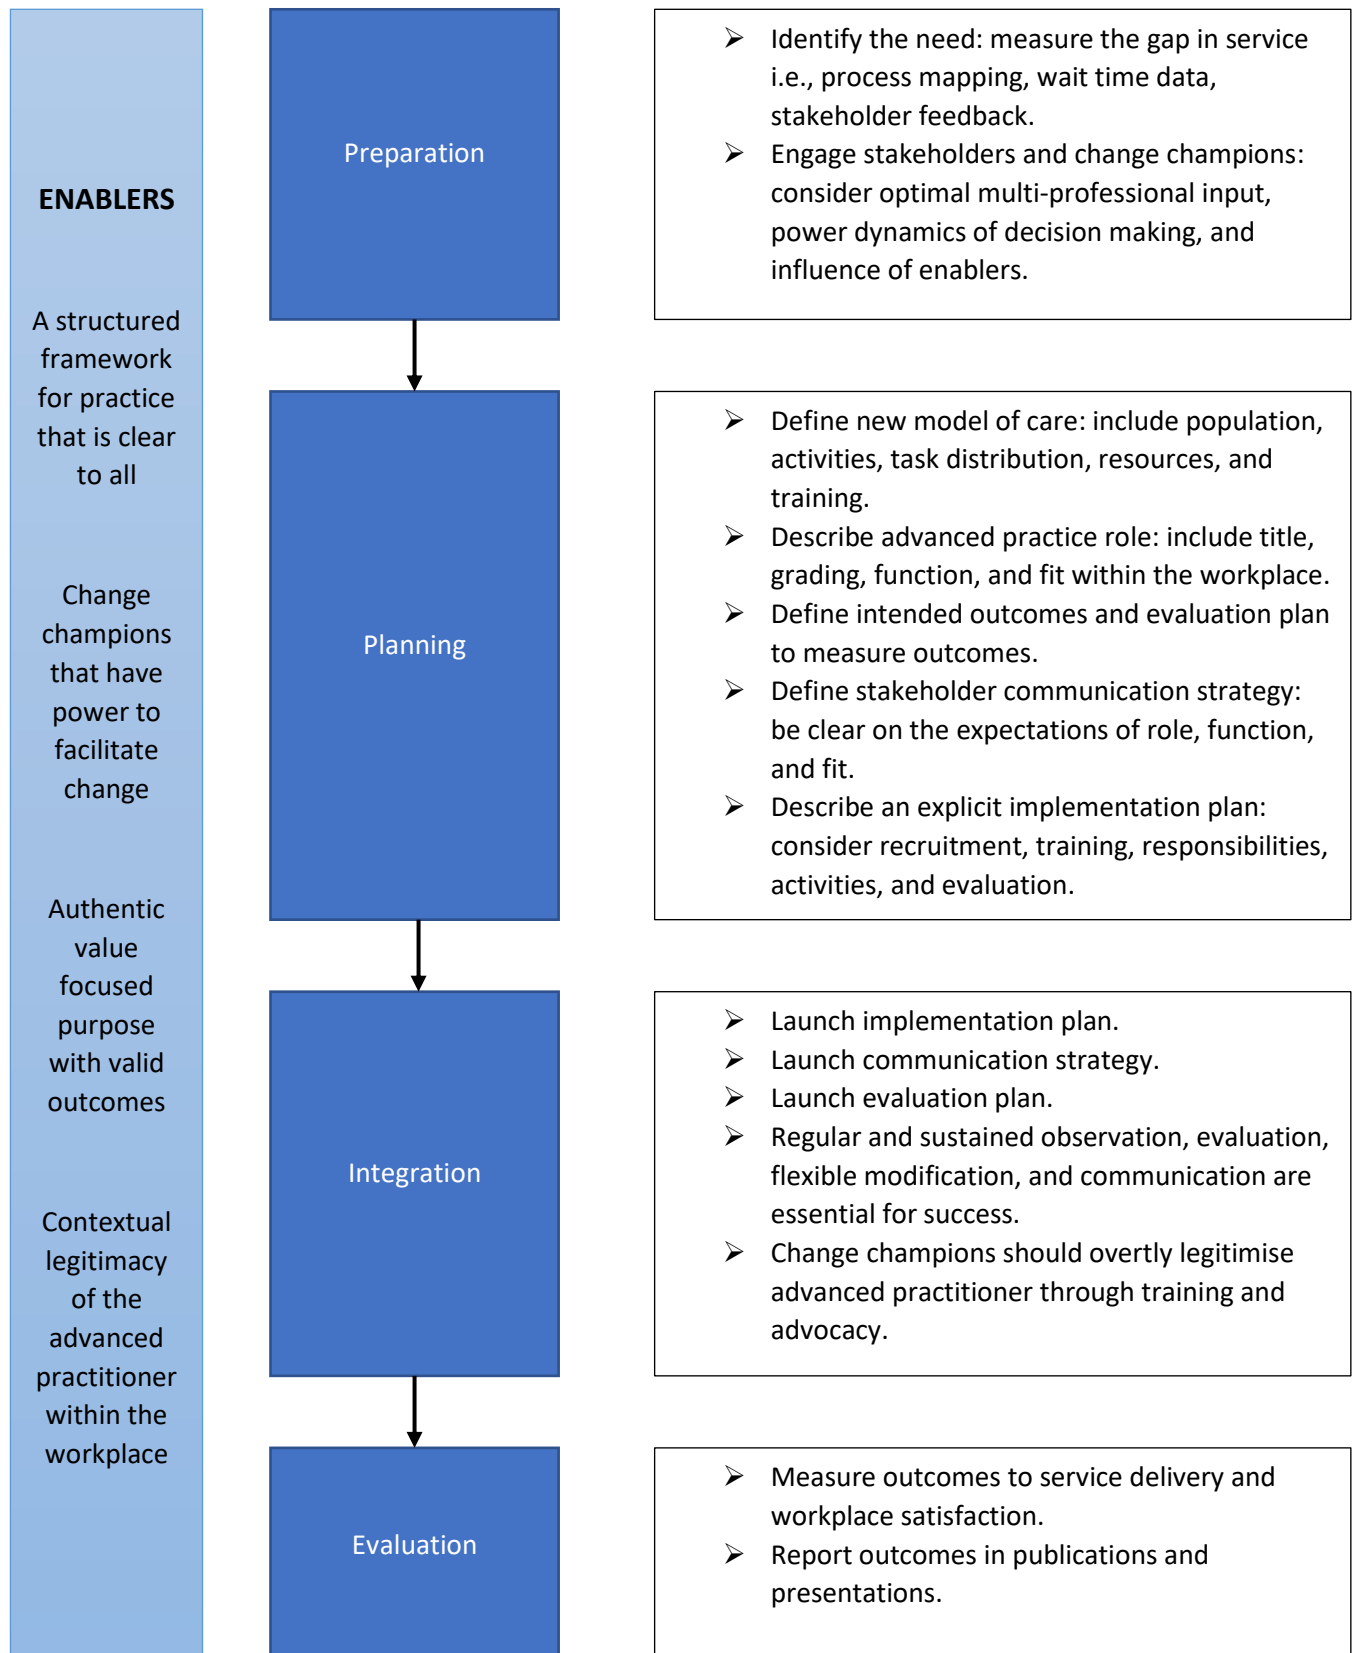 ENABLERS
A structured
framework
for practice
that is clear
to all
Change
champions
that have
power to
facilitate
change
Authentic
value
focused
purpose
with valid
outcomes
Contextual
legitimacy
of the
advanced
practitioner
within the
workplace
Preparation
➢ Identify the need: measure the gap in service
i.e., process mapping, wait time data,
stakeholder feedback.
➢ Engage stakeholders and change champions:
consider optimal multi-professional input,
power dynamics of decision making, and
influence of enablers.
Planning
➢ Define new model of care: include population,
activities, task distribution, resources, and
training.
➢ Describe advanced practice role: include title,
grading, function, and fit within the workplace.
➢ Define intended outcomes and evaluation plan
to measure outcomes.
➢ Define stakeholder communication strategy:
be clear on the expectations of role, function,
and fit.
➢ Describe an explicit implementation plan:
consider recruitment, training, responsibilities,
activities, and evaluation.
Integration
➢ Launch implementation plan.
➢ Launch communication strategy.
➢ Launch evaluation plan.
➢ Regular and sustained observation, evaluation,
flexible modification, and communication are
essential for success.
➢ Change champions should overtly legitimise
advanced practitioner through training and
advocacy.
Evaluation
➢ Measure outcomes to service delivery and
workplace satisfaction.
➢ Report outcomes in publications and
presentations.